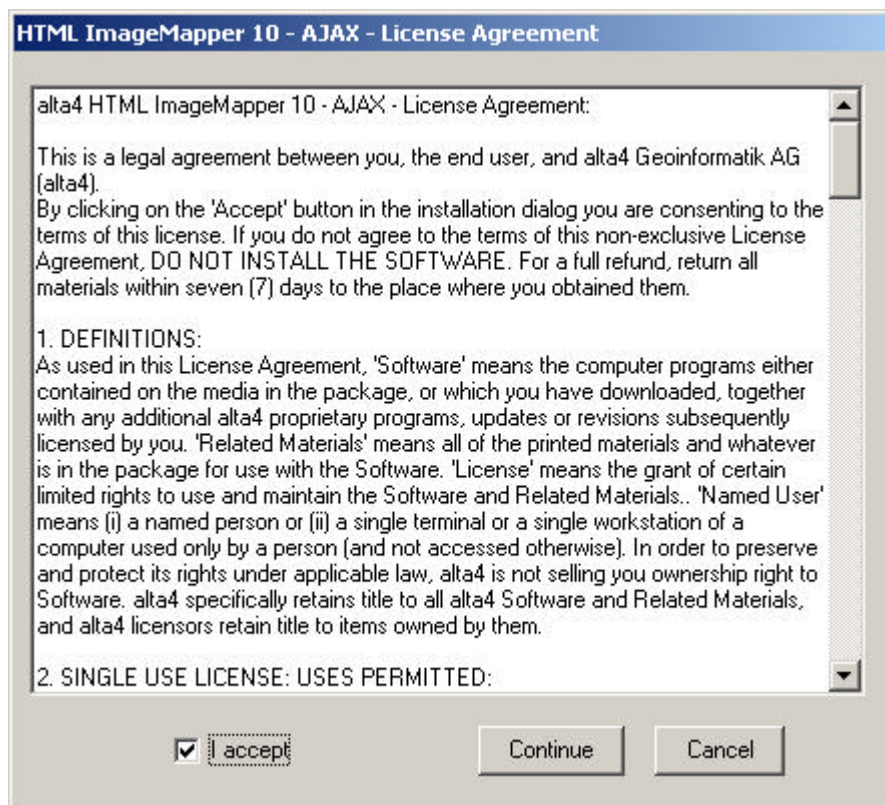 HTML ImageMapper 10 - AJAX - License Agreement
alta4 HTML ImageMapper 10 - AJAX - License Agreement:
This is a legal agreement between you, the end user, and alta4 Geoinformatik AG
(alta4).
By clicking on the 'Accept' button in the installation dialog you are consenting to the
terms of this license. If you do not agree to the terms of this non-exclusive License
Agreement, DO NOT INSTALL THE SOFTWARE. For a full refund, return all
materials within seven (7) days to the place where you obtained them.
1. DEFINITIONS:
As used in this License Agreement, 'Software' means the computer programs either
contained on the media in the package, or which you have downloaded, together
with any additional alta4 proprietary programs, updates or revisions subsequently
licensed by you. 'Related Materials' means all of the printed materials and whatever
is in the package for use with the Software. 'License' means the grant of certain
limited rights to use and maintain the Software and Related Materials.. 'Named User'
means (i) a named person or (ii) a single terminal or a single workstation of a
computer used only by a person (and not accessed otherwise). In order to preserve
and protect its rights under applicable law, alta4 is not selling you ownership right to
Software. alta4 specifically retains title to all alta4 Software and Related Materials,
and alta4 licensors retain title to items owned by them.
2. SINGLE USE LICENSE: USES PERMITTED:
I accept
Continue
Cancel